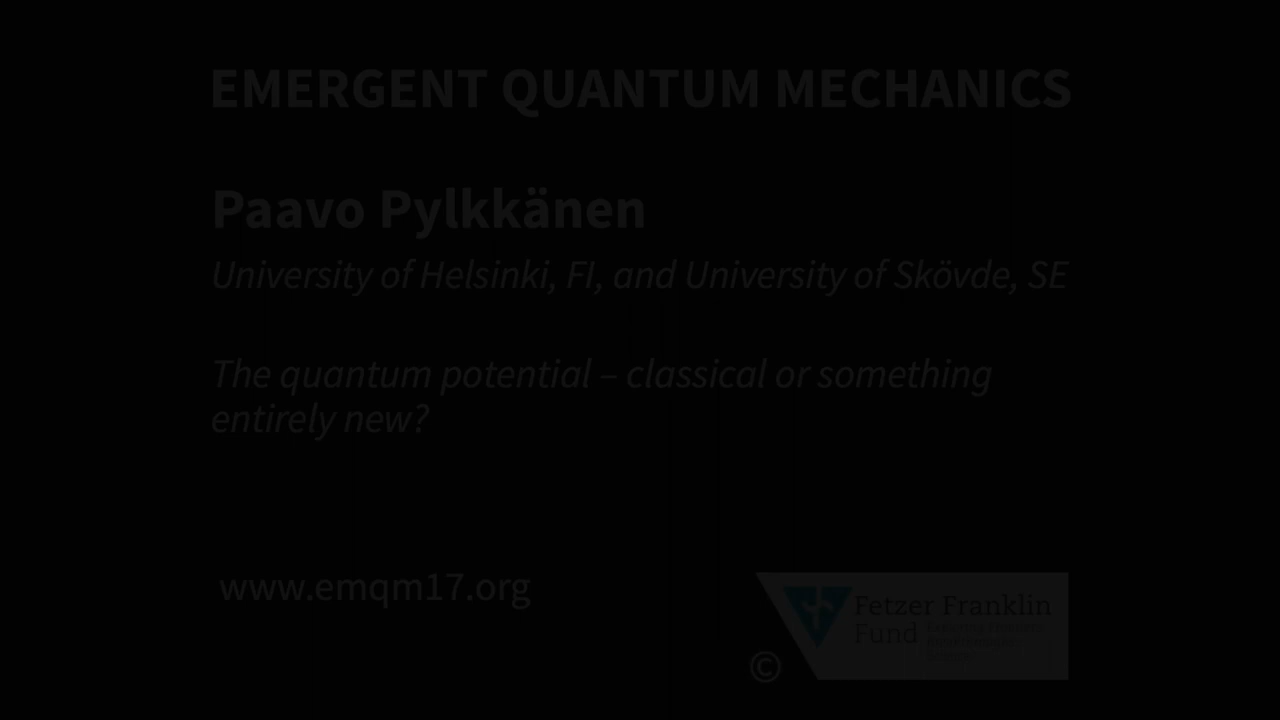 EMERGENT QUANTUM MECHANICS
Paavo Pylkkänen
University of Helsinki, FI, and University of Skövde, SE
The quantum potential – classical or something
entirely new?
www.emqm17.org
Fetzer Franklin
Fund
©